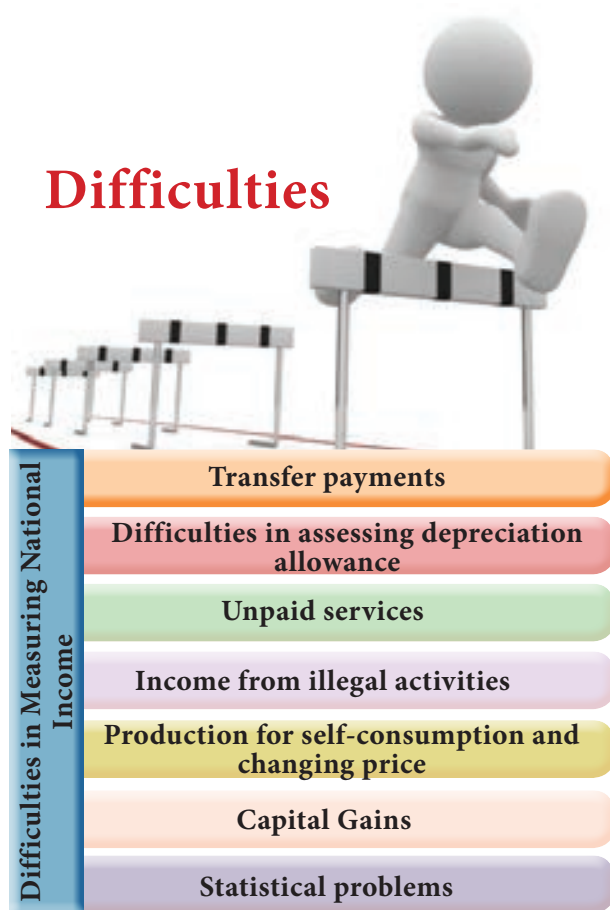 Difficulties
Difficulties in Measuring National
Income
Transfer payments
Difficulties in assessing depreciation
allowance
Unpaid services
Income from illegal activities
Production for self-consumption and
changing price
Capital Gains
Statistical problems